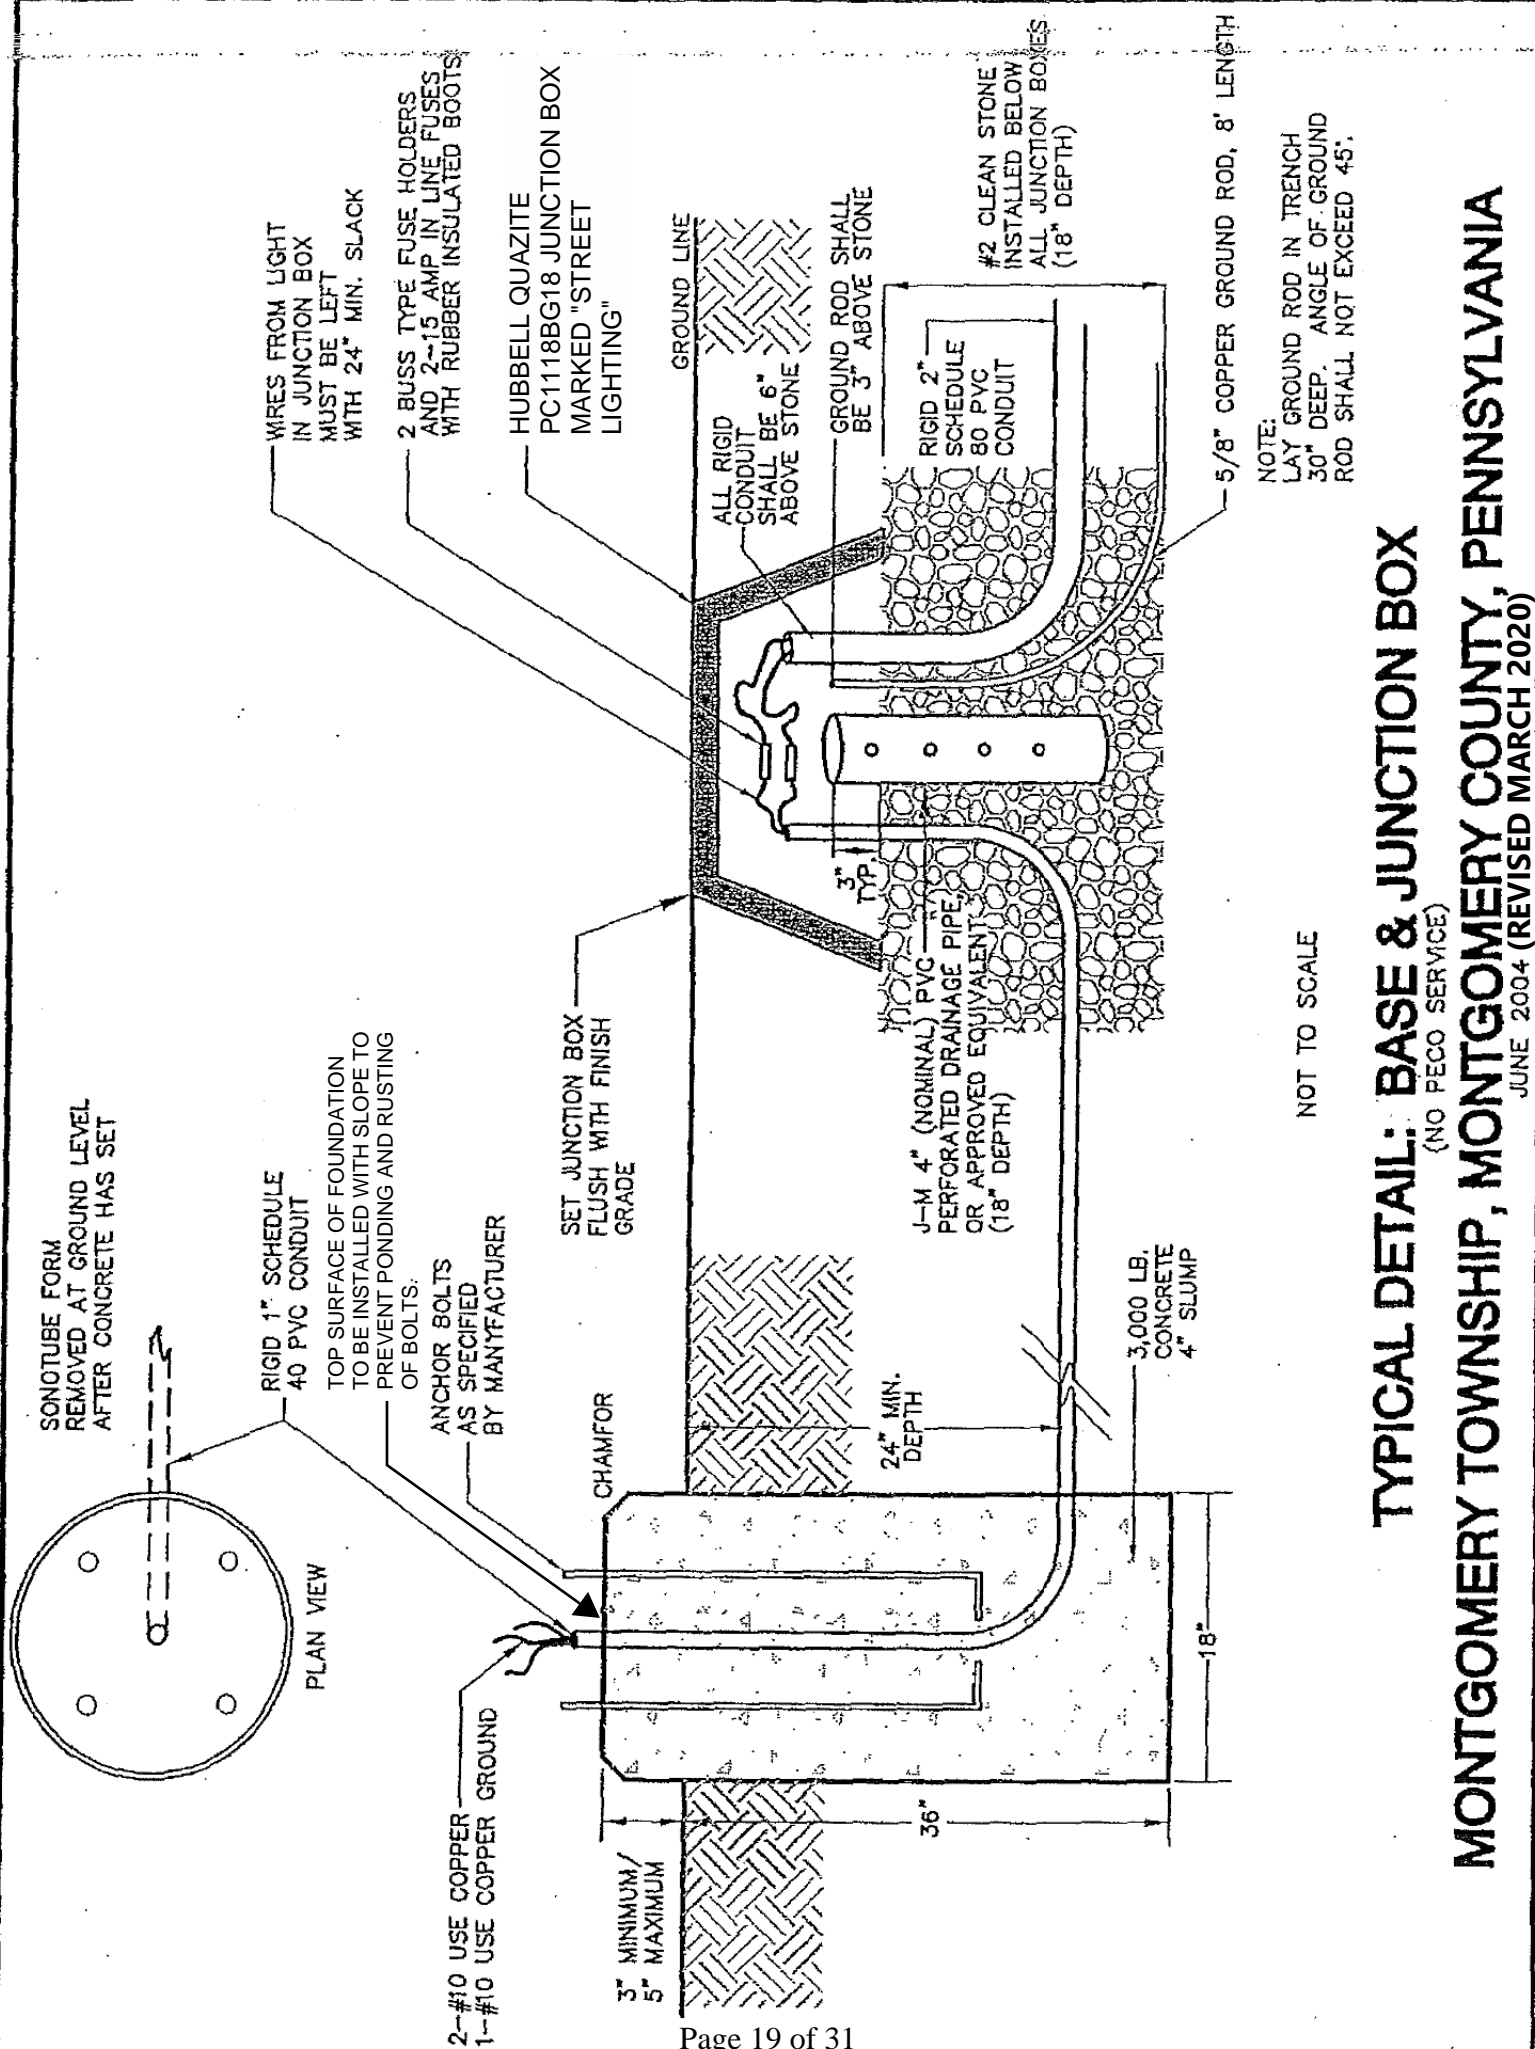 SONOTUBE FORM
REMOVED AT GROUND LEVEL
AFTER CONCRETE HAS SET
RIGID 1" SCHEDULE
40 PVC CONDUIT
TOP SURFACE OF FOUNDATION
TO BE INSTALLED WITH SLOPE TO
PREVENT PONDING AND RUSTING
OF BOLTS.
ANCHOR BOLTS
AS SPECIFIED
BY MANYFACTURER
PLAN VIEW
CHAMFOR
2-#10 USE COPPER
1-#10 USE COPPER GROUND
3" MINIMUM/
5" MAXIMUM
36"
18"
24" MIN.
DEPTH
3,000 LB.
CONCRETE
4" SLUMP
SET JUNCTION BOX
FLUSH WITH FINISH
GRADE
J-M 4" (NOMINAL) PVC
PERFORATED DRAINAGE PIPE,
OR APPROVED EQUIVALENT
(18" DEPTH)
3"
TYP.
WIRES FROM LIGHT
IN JUNCTION BOX
MUST BE LEFT
WITH 24" MIN. SLACK
2 BUSS TYPE FUSE HOLDERS
AND 2-15 AMP IN LINE FUSES
WITH RUBBER INSULATED BOOTS
HUBBELL QUAZITE
PC1118BG18 JUNCTION BOX
MARKED "STREET
LIGHTING"
GROUND LINE
ALL RIGID
CONDUIT
SHALL BE 6"
ABOVE STONE
GROUND ROD SHALL
BE 3" ABOVE STONE
RIGID 2"
SCHEDULE
80 PVC
CONDUIT
#2 CLEAN STONE
INSTALLED BELOW
ALL JUNCTION BOXES
(18" DEPTH)
5/8" COPPER GROUND ROD, 8' LENGTH
NOTE:
LAY GROUND ROD IN TRENCH
30" DEEP. ANGLE OF GROUND
ROD SHALL NOT EXCEED 45°.
NOT TO SCALE
TYPICAL DETAIL: BASE & JUNCTION BOX
(NO PECO SERVICE)
MONTGOMERY TOWNSHIP, MONTGOMERY COUNTY, PENNSYLVANIA
JUNE 2004 (REVISED MARCH 2020)
Page 19 of 31